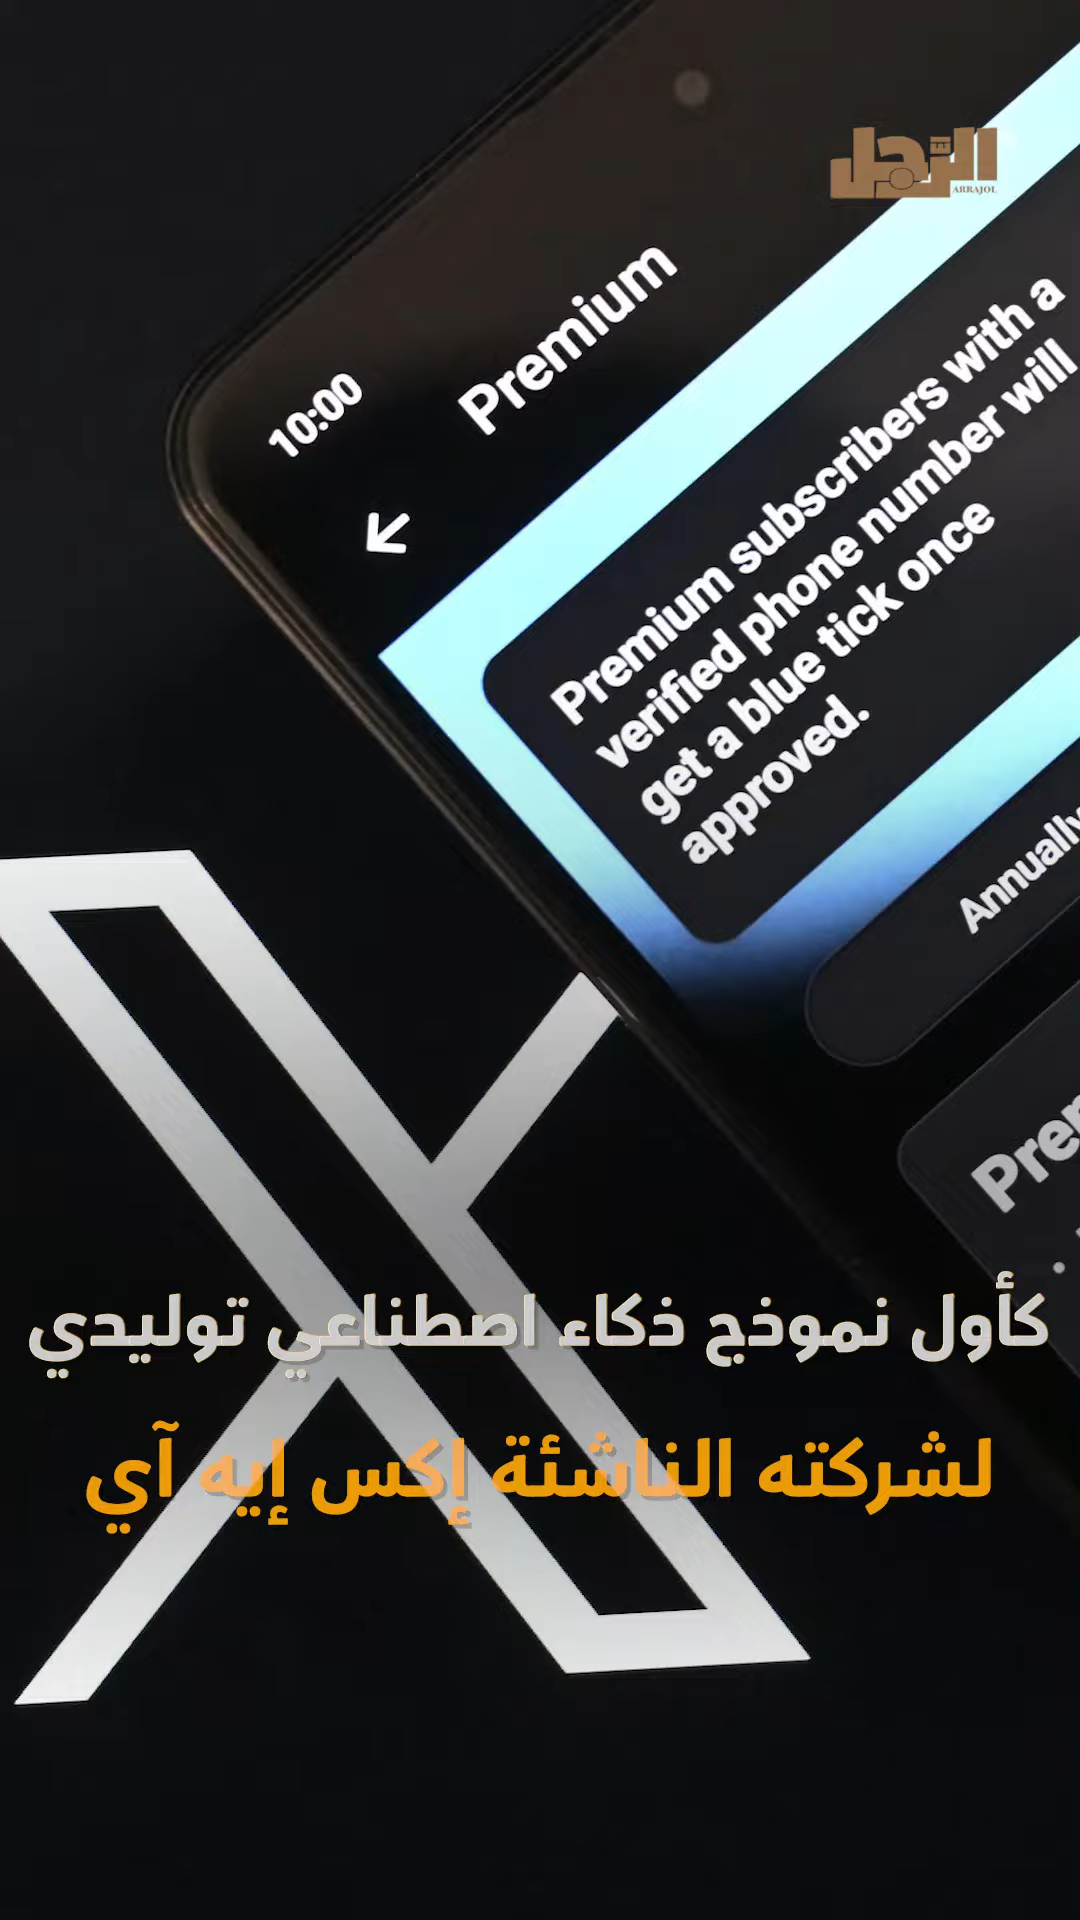 الرجل
ARRAJOL
10:00
Premium
Premium subscribers with a
verified phone number will
get a blue tick once
approved.
Annually
كأول نموذج ذكاء اصطناعي توليدي
لشركته الناشئة إكس إيه آي